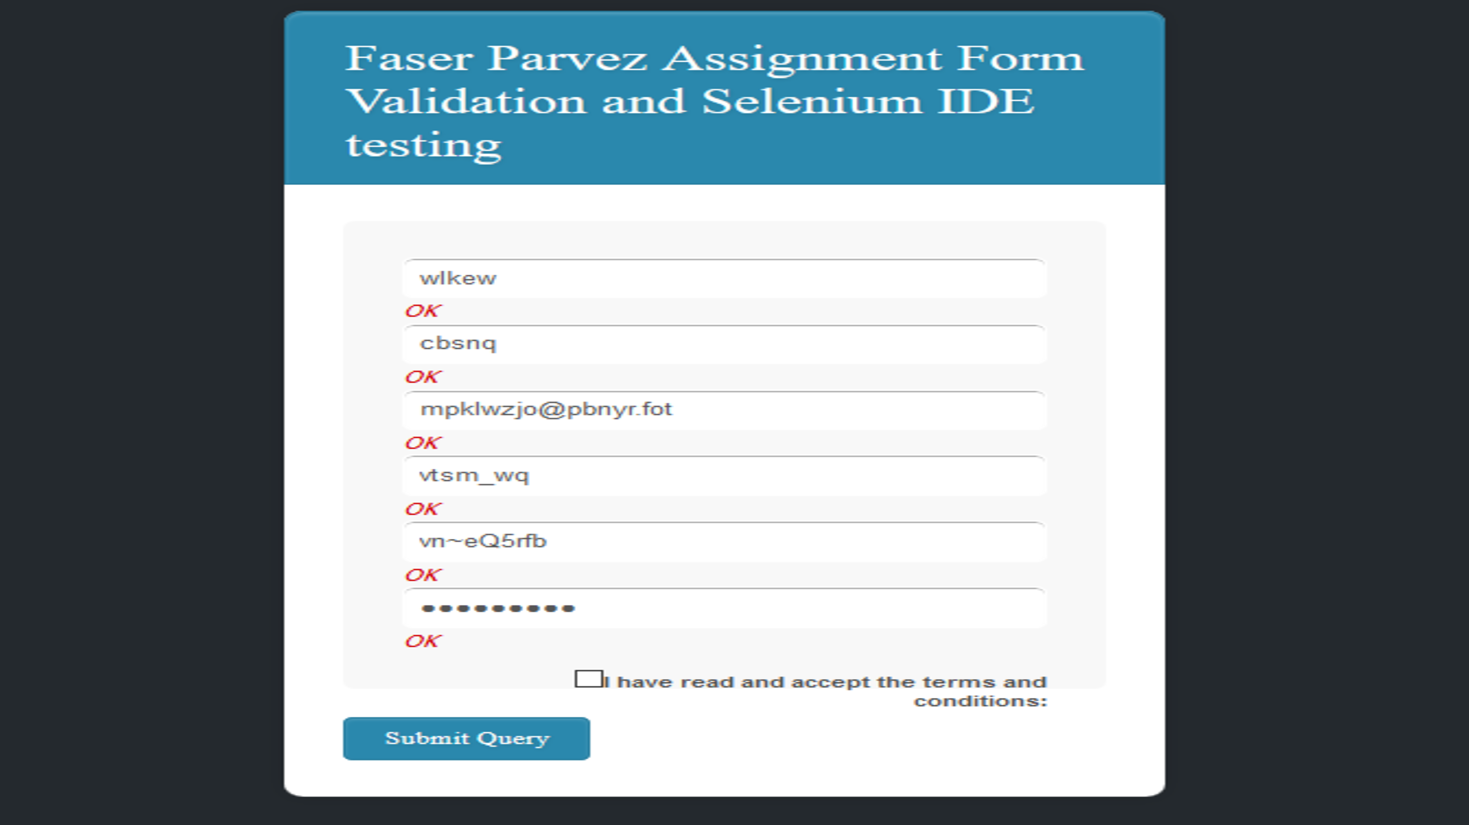 Faser Parvez Assignment Form
Validation and Selenium IDE
testing
wlkew
OK
cbsnq
OK
mpklwzjo@pbnyr.fot
OK
vtsm_wq
OK
vn~eQ5rfb
OK
•••••••••
OK
I have read and accept the terms and
conditions:
Submit Query